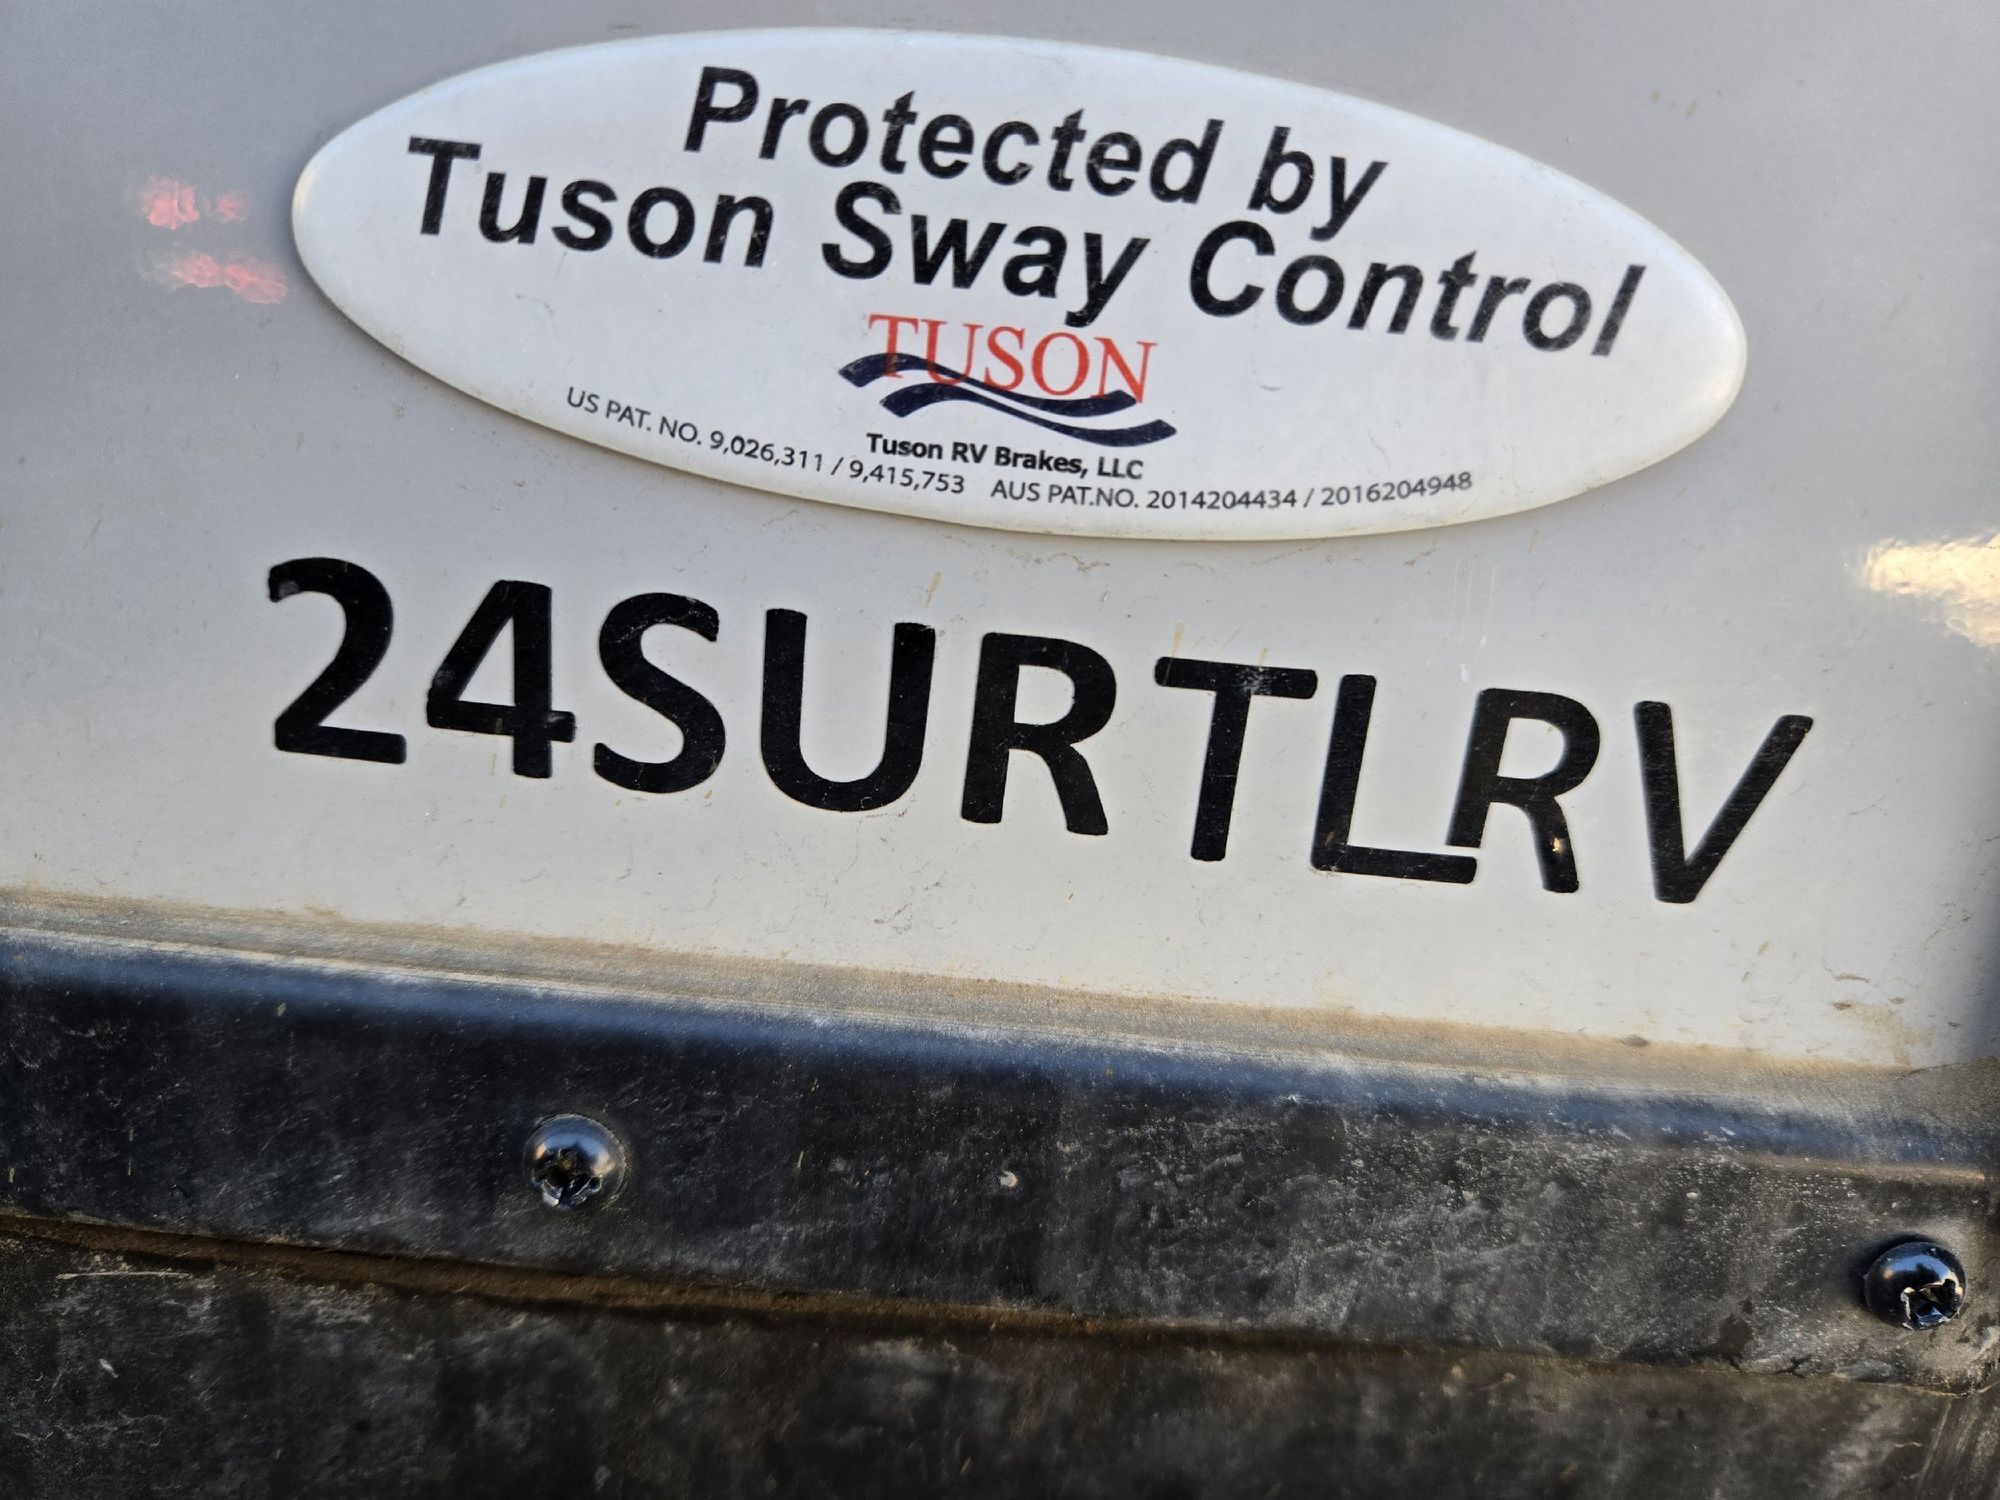 Protected by
Tuson Sway Control
TUSON
Tuson RV Brakes, LLC
US PAT. NO. 9,026,311 / 9,415,753 AUS PAT.NO. 2014204434 / 2016204948
24SURTLRV